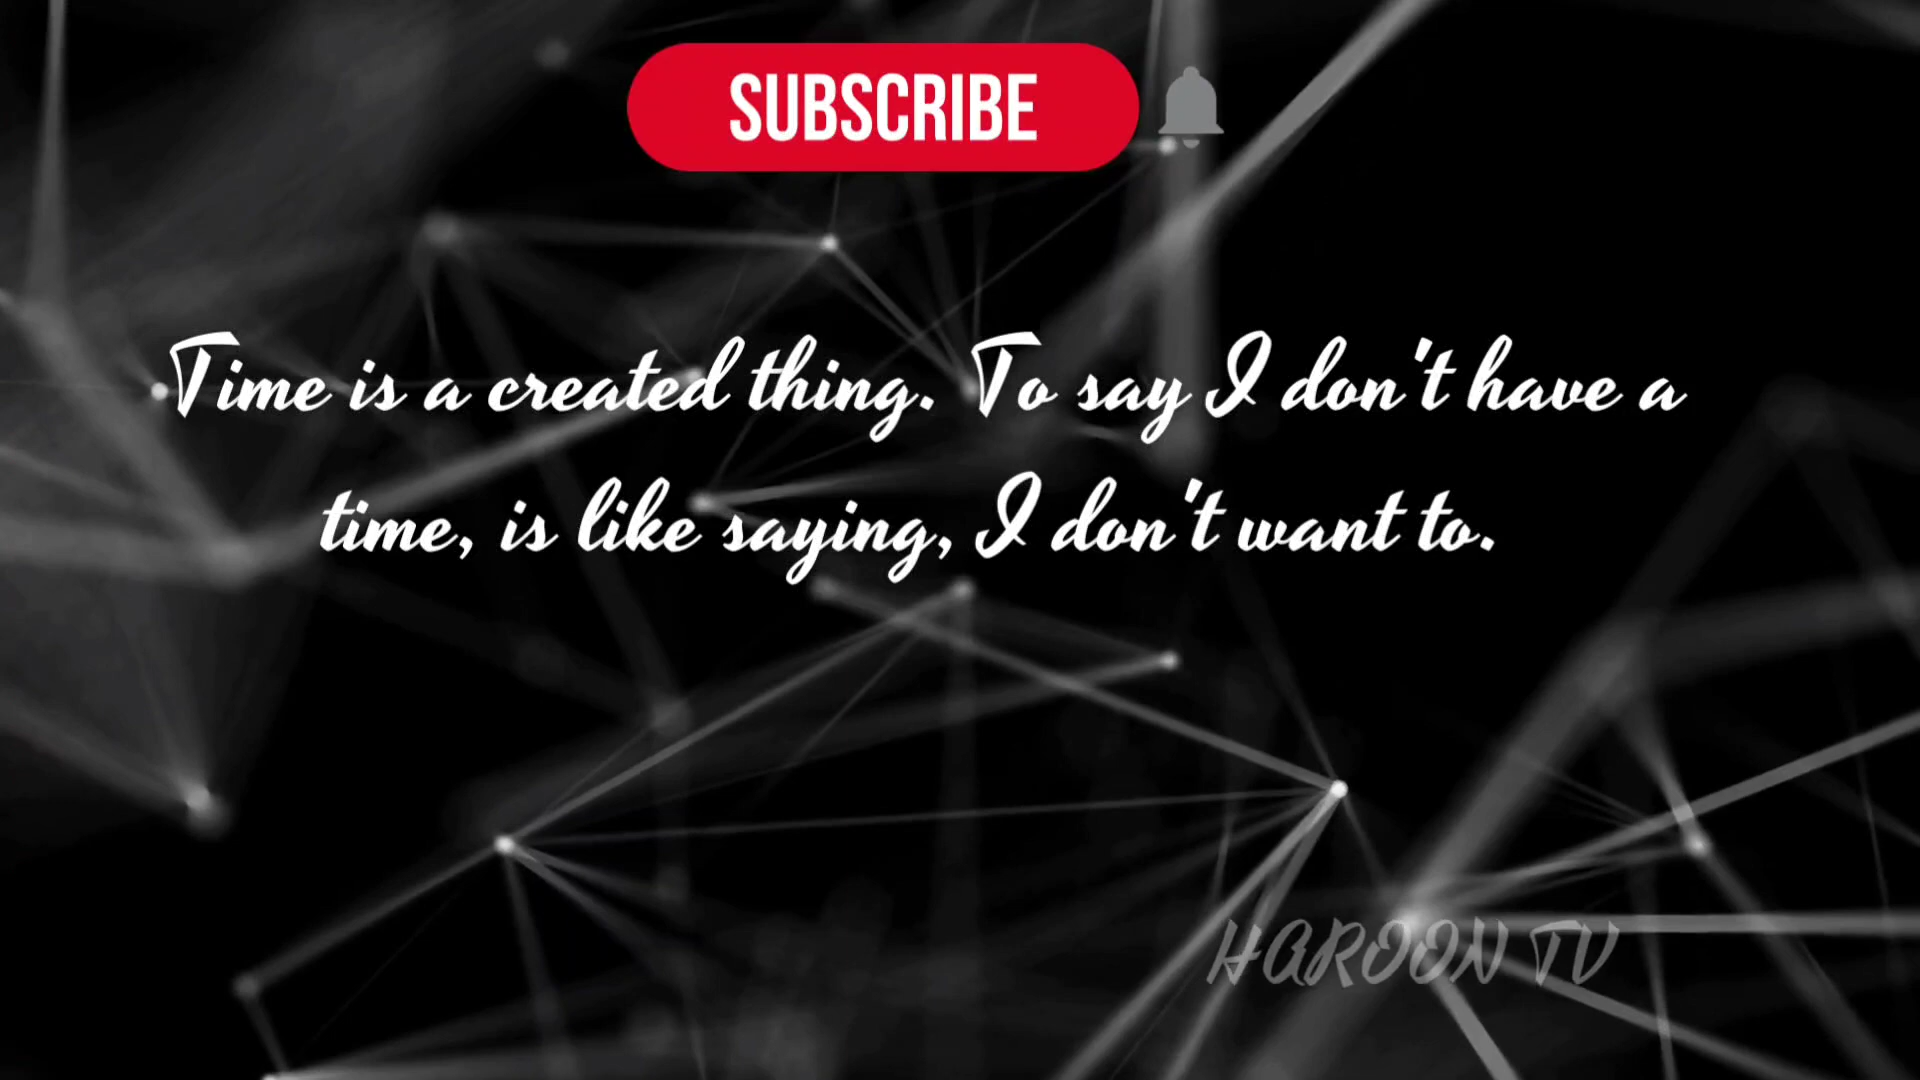 SUBSCRIBE
Time is a created thing. To say I don't have a
time, is like saying, I don't want to.
HAROON TV